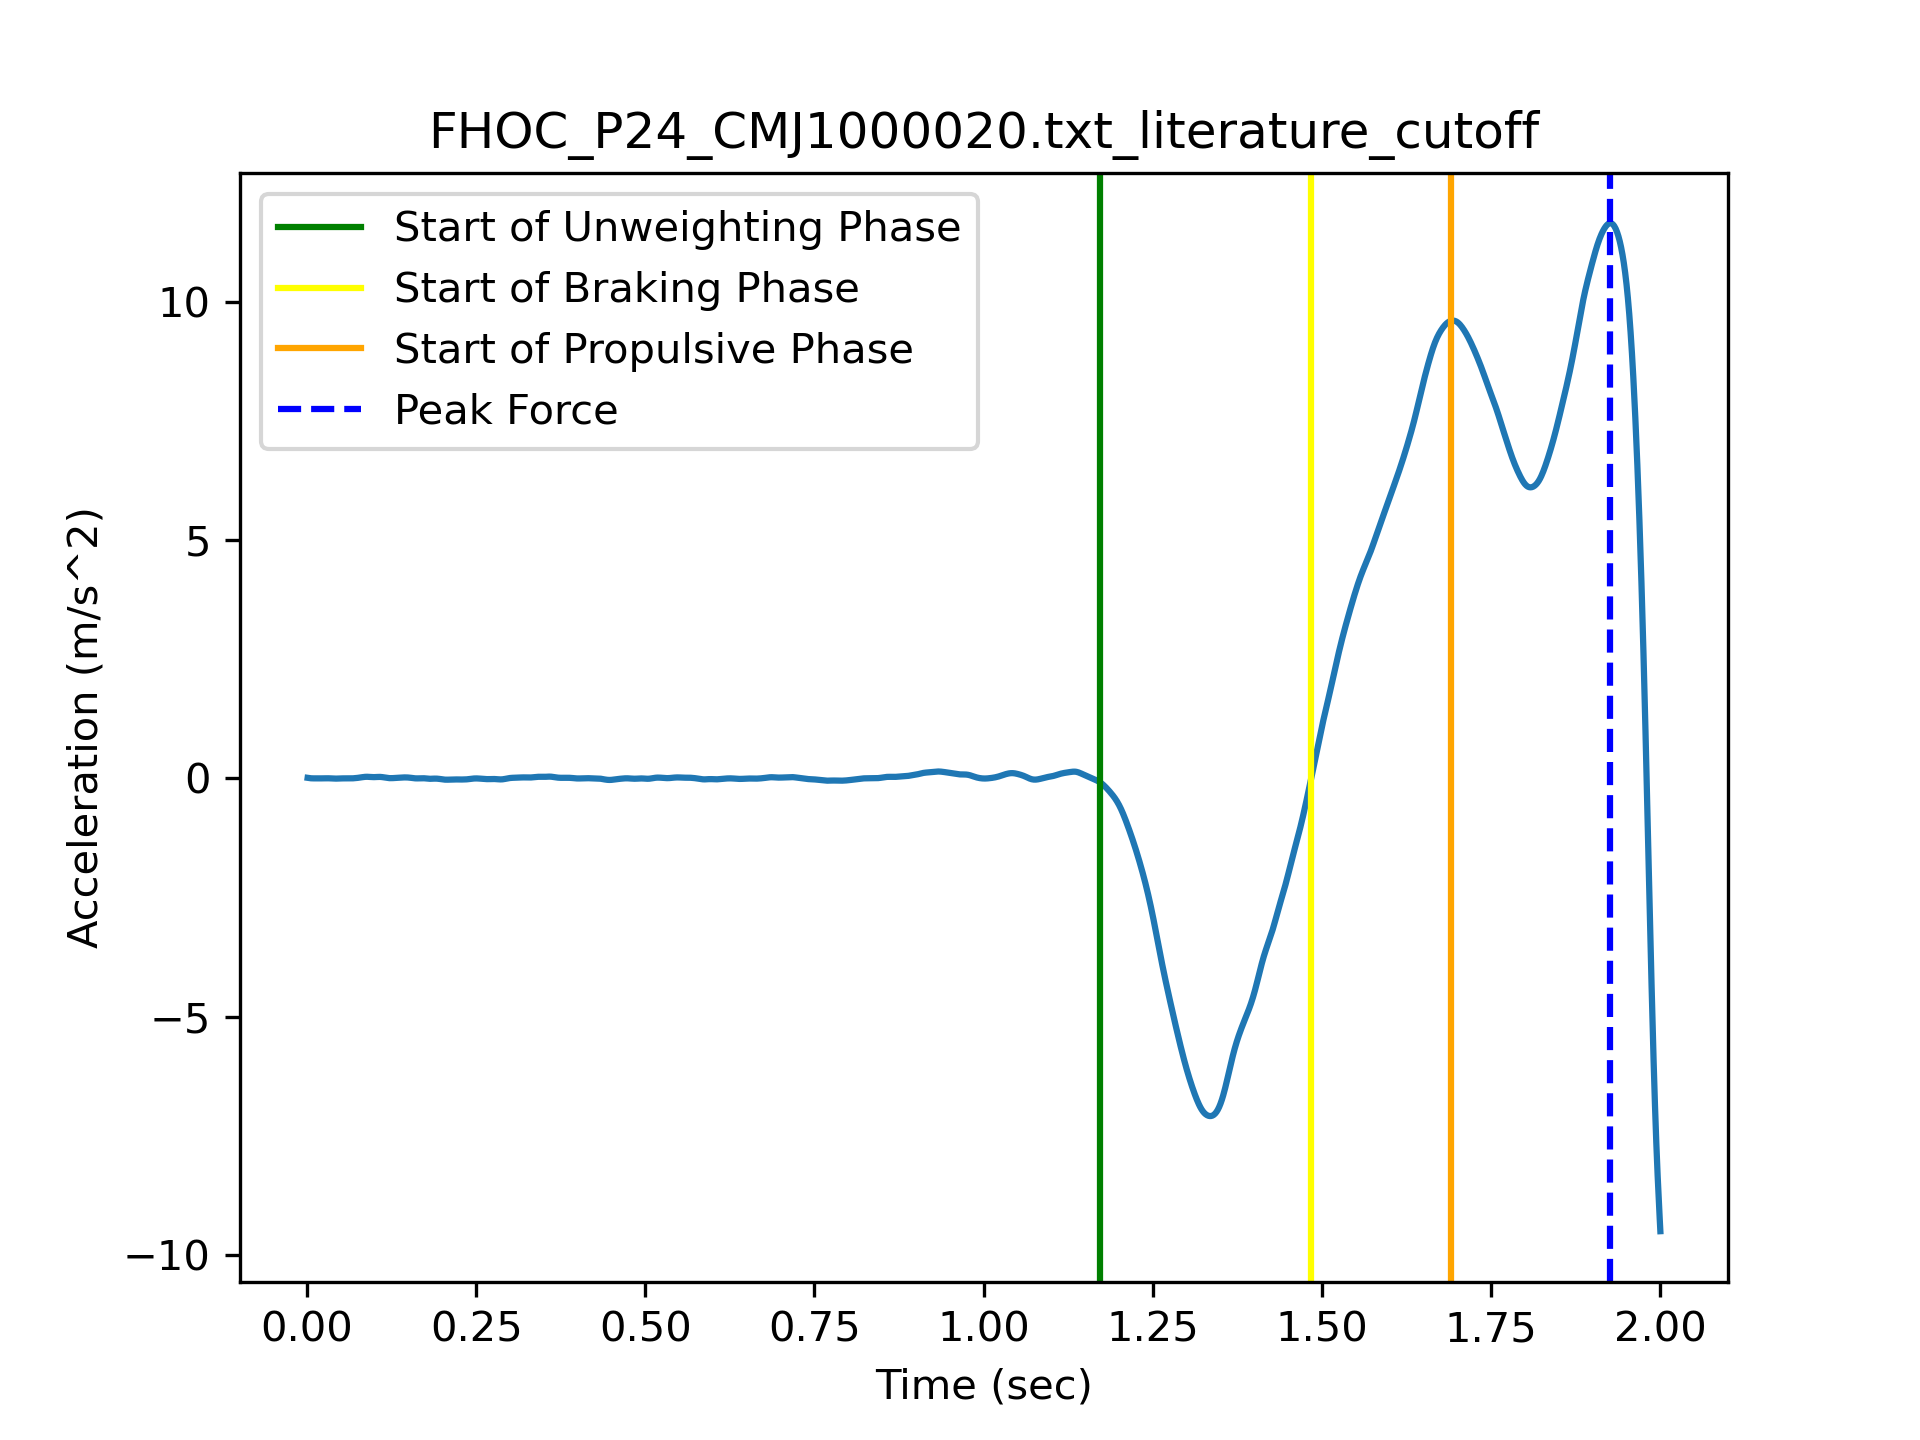 FHOC_P24_CMJ1000020.txt_literature_cutoff
Start of Unweighting Phase
Start of Braking Phase
Start of Propulsive Phase
Peak Force
Acceleration (m/s^2)
10
5
0
−5
−10
0.00 0.25 0.50 0.75 1.00 1.25 1.50 1.75 2.00
Time (sec)